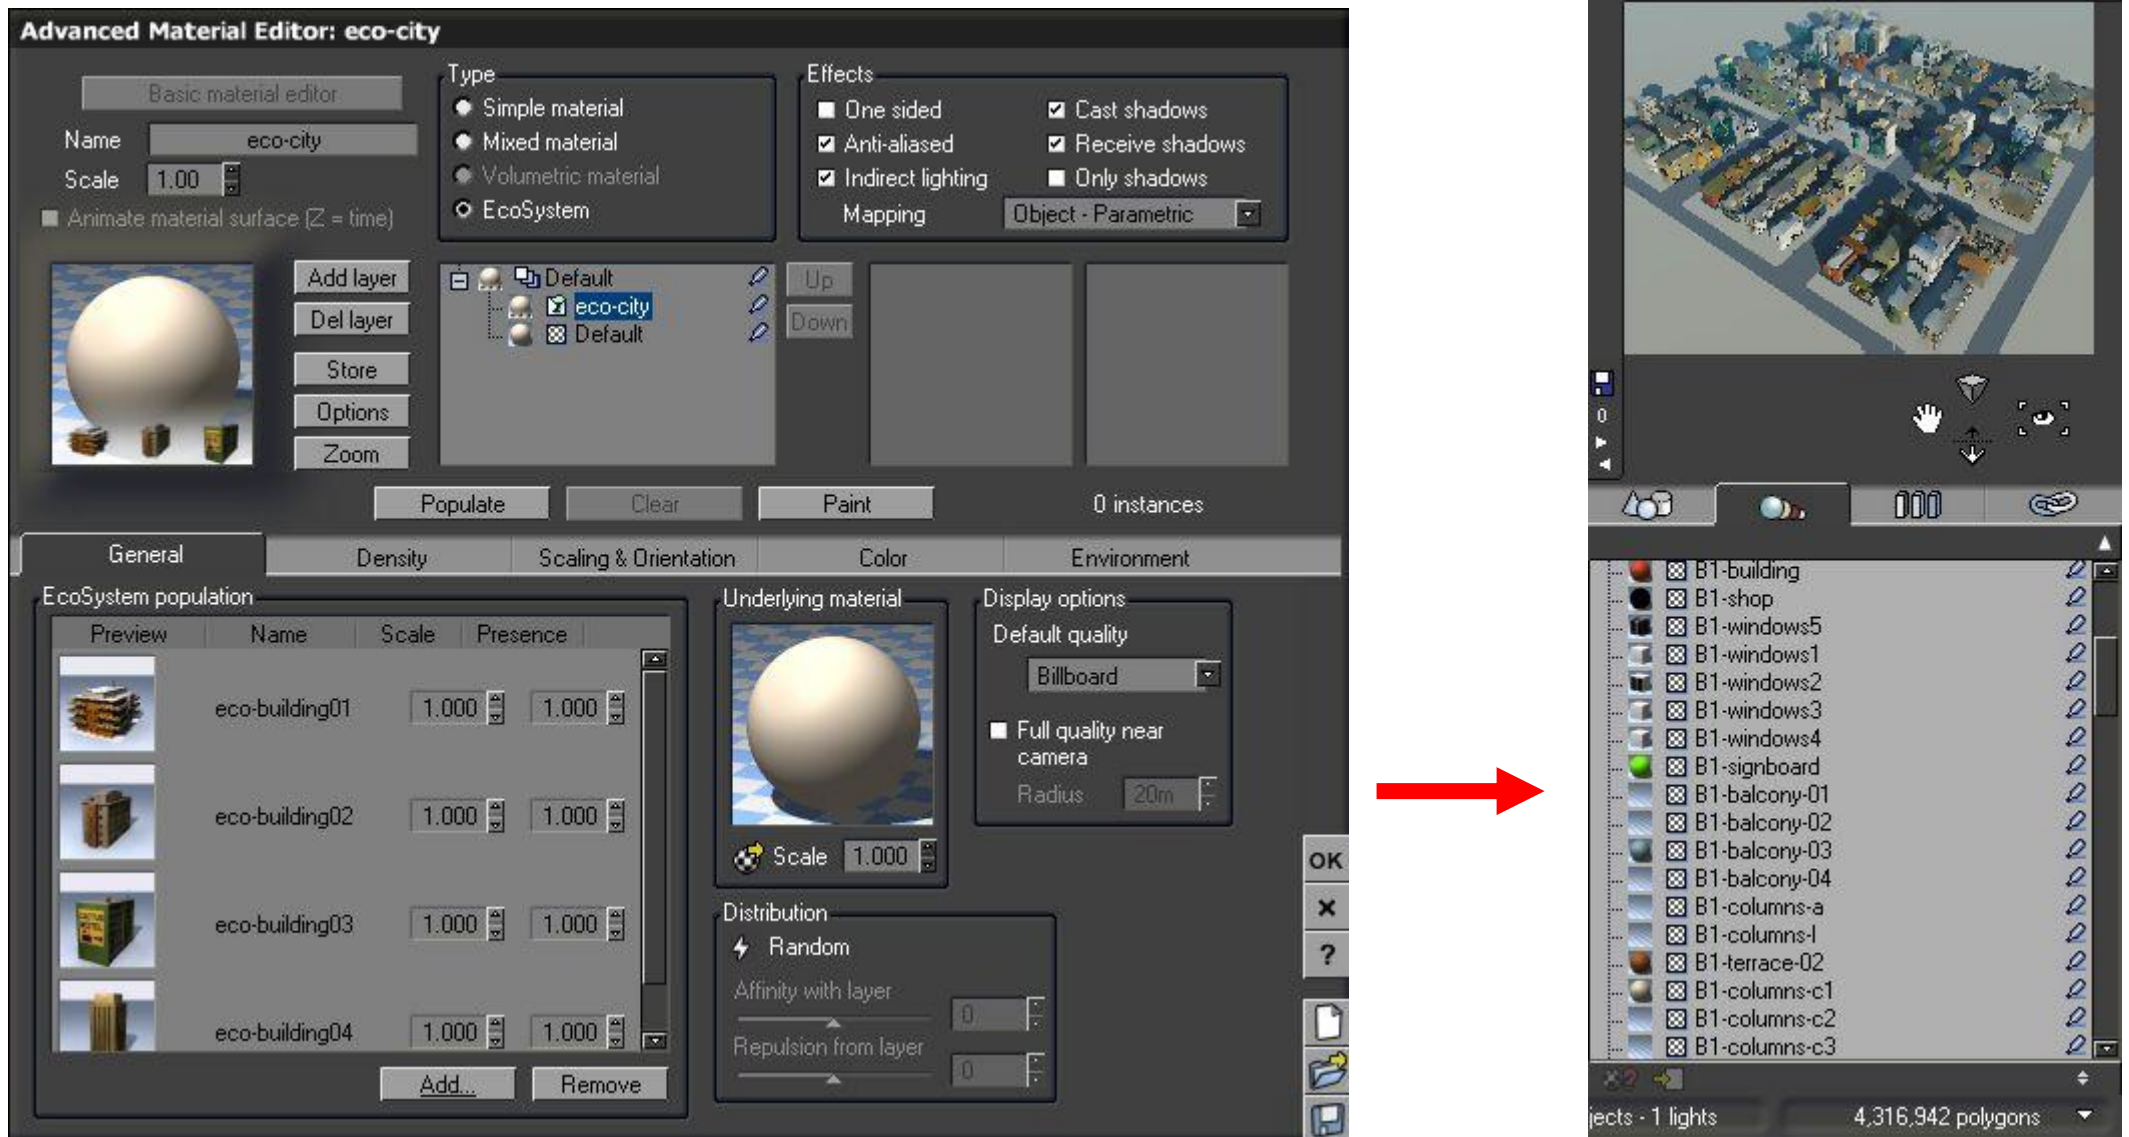 Advanced Material Editor: eco-city
Basic material editor
Name eco-city
Scale 1.00
Animate material surface (Z = time)
Type
Simple material
Mixed material
Volumetric material
EcoSystem
Effects
One sided
Cast shadows
Anti-aliased
Receive shadows
Indirect lighting
Only shadows
Mapping Object - Parametric
Add layer
Del layer
Store
Options
Zoom
Default
eco-city
Default
Up
Down
Populate
Clear
Paint
0 instances
General
Density
Scaling & Orientation
Color
Environment
EcoSystem population
Preview Name Scale Presence
eco-building01 1.000 1.000
eco-building02 1.000 1.000
eco-building03 1.000 1.000
eco-building04 1.000 1.000
Add...
Remove
Underlying material
Scale 1.000
Display options
Default quality
Billboard
Full quality near
camera
Radius 20m
Distribution
Random
Affinity with layer
0
Repulsion from layer
0
OK
?
0
B1-building
B1-shop
B1-windows5
B1-windows1
B1-windows2
B1-windows3
B1-windows4
B1-signboard
B1-balcony-01
B1-balcony-02
B1-balcony-03
B1-balcony-04
B1-columns-a
B1-columns-l
B1-terrace-02
B1-columns-c1
B1-columns-c2
B1-columns-c3
jects - 1 lights
4,316,942 polygons